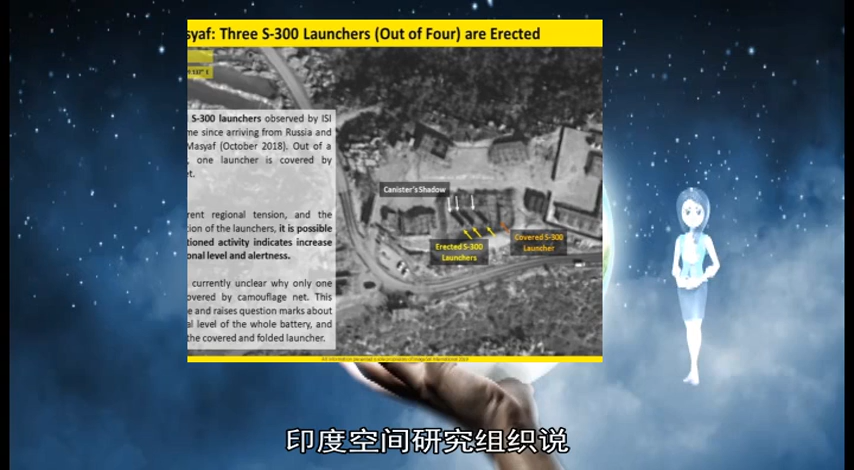 syaf: Three S-300 Launchers (Out of Four) are Erected
S-300 launchers observed by ISI
me since arriving from Russia and
Masyaf (October 2018). Out of a
one launcher is covered by
et.
rent regional tension, and the
tion of the launchers, it is possible
tioned activity indicates increase
onal level and alertness.
currently unclear why only one
overed by camouflage net. This
e and raises question marks about
al level of the whole battery, and
the covered and folded launcher.
Canister's Shadow
Erected S-300
Launchers
Covered S-300
Launcher
印度空间研究组织说